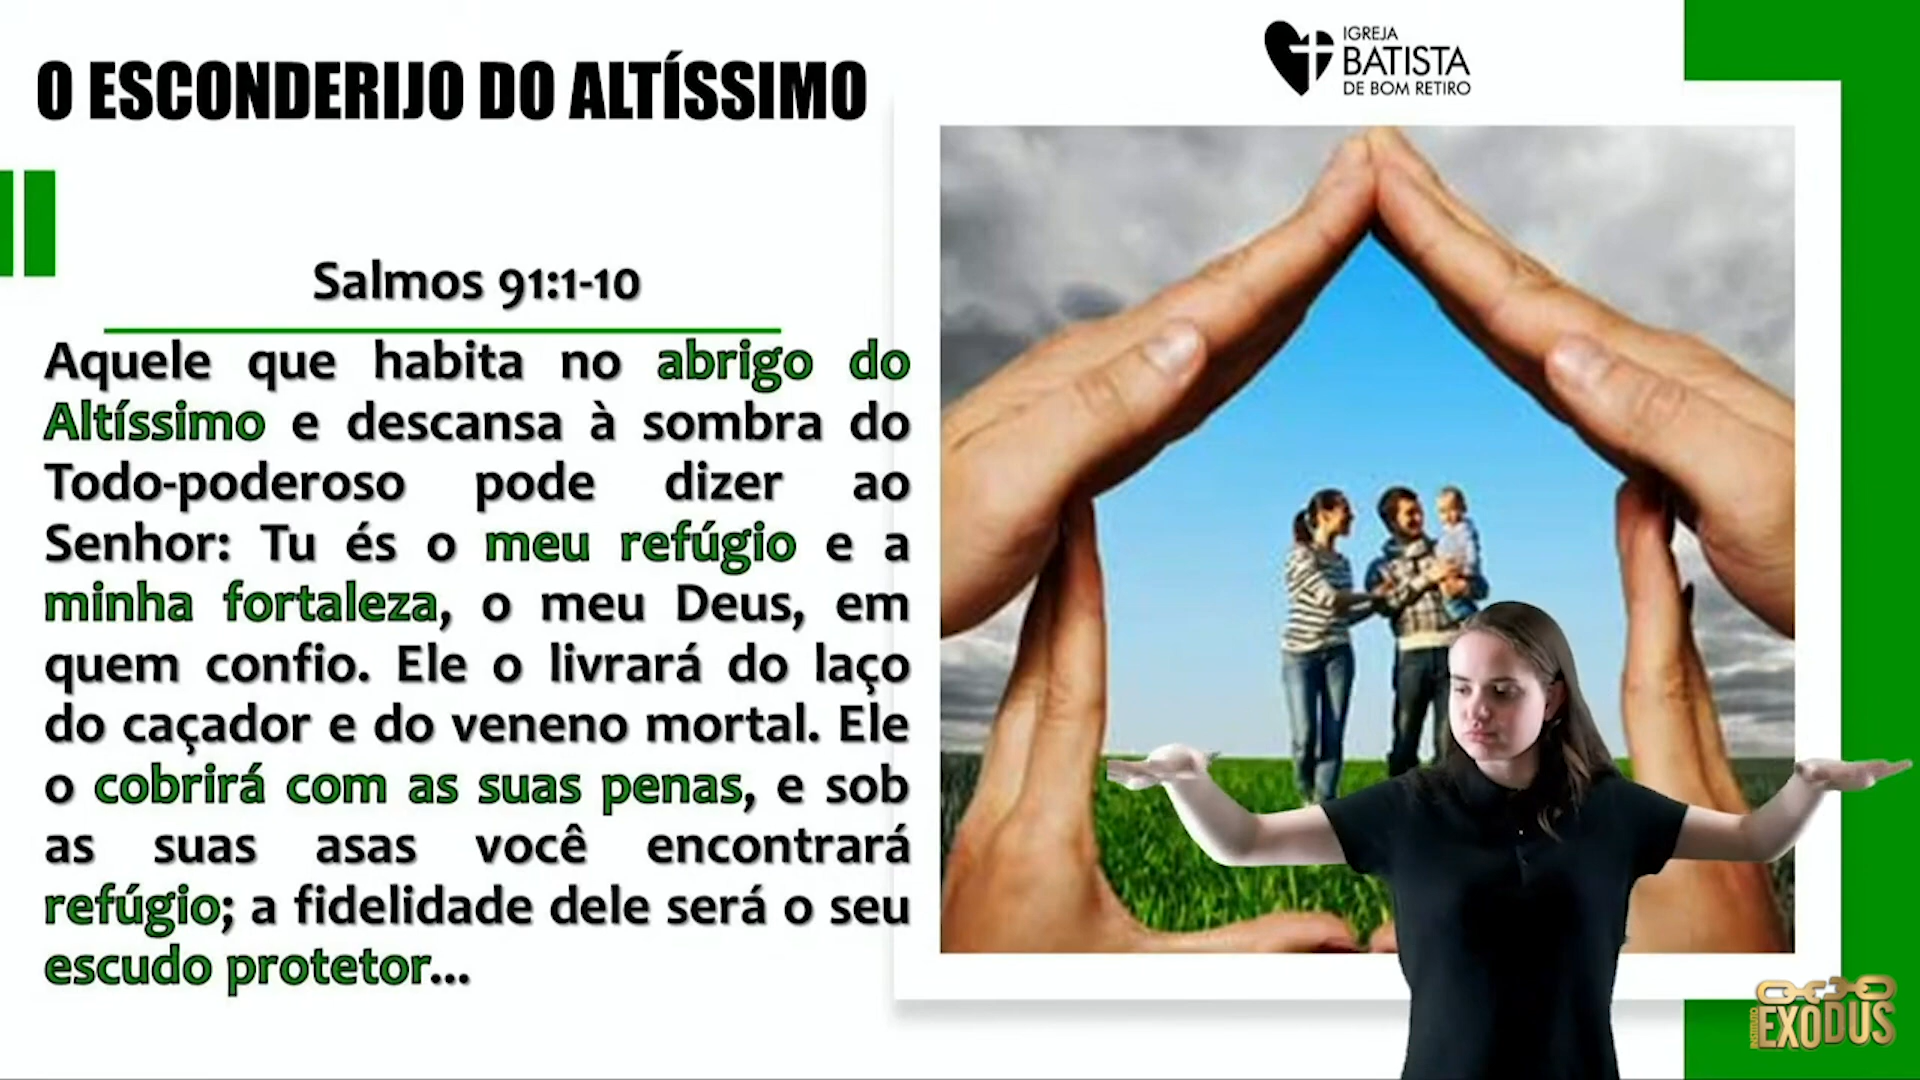 O ESCONDERIJO DO ALTÍSSIMO
IGREJA
BATISTA
DE BOM RETIRO
Salmos 91:1-10
Aquele que habita no abrigo do
Altíssimo e descansa à sombra do
Todo-poderoso pode dizer ao
Senhor: Tu és o meu refúgio e a
minha fortaleza, o meu Deus, em
quem confio. Ele o livrará do laço
do caçador e do veneno mortal. Ele
o cobrirá com as suas penas, e sob
as suas asas você encontrará
refúgio; a fidelidade dele será o seu
escudo protetor...
INSTITUTO
EXODUS